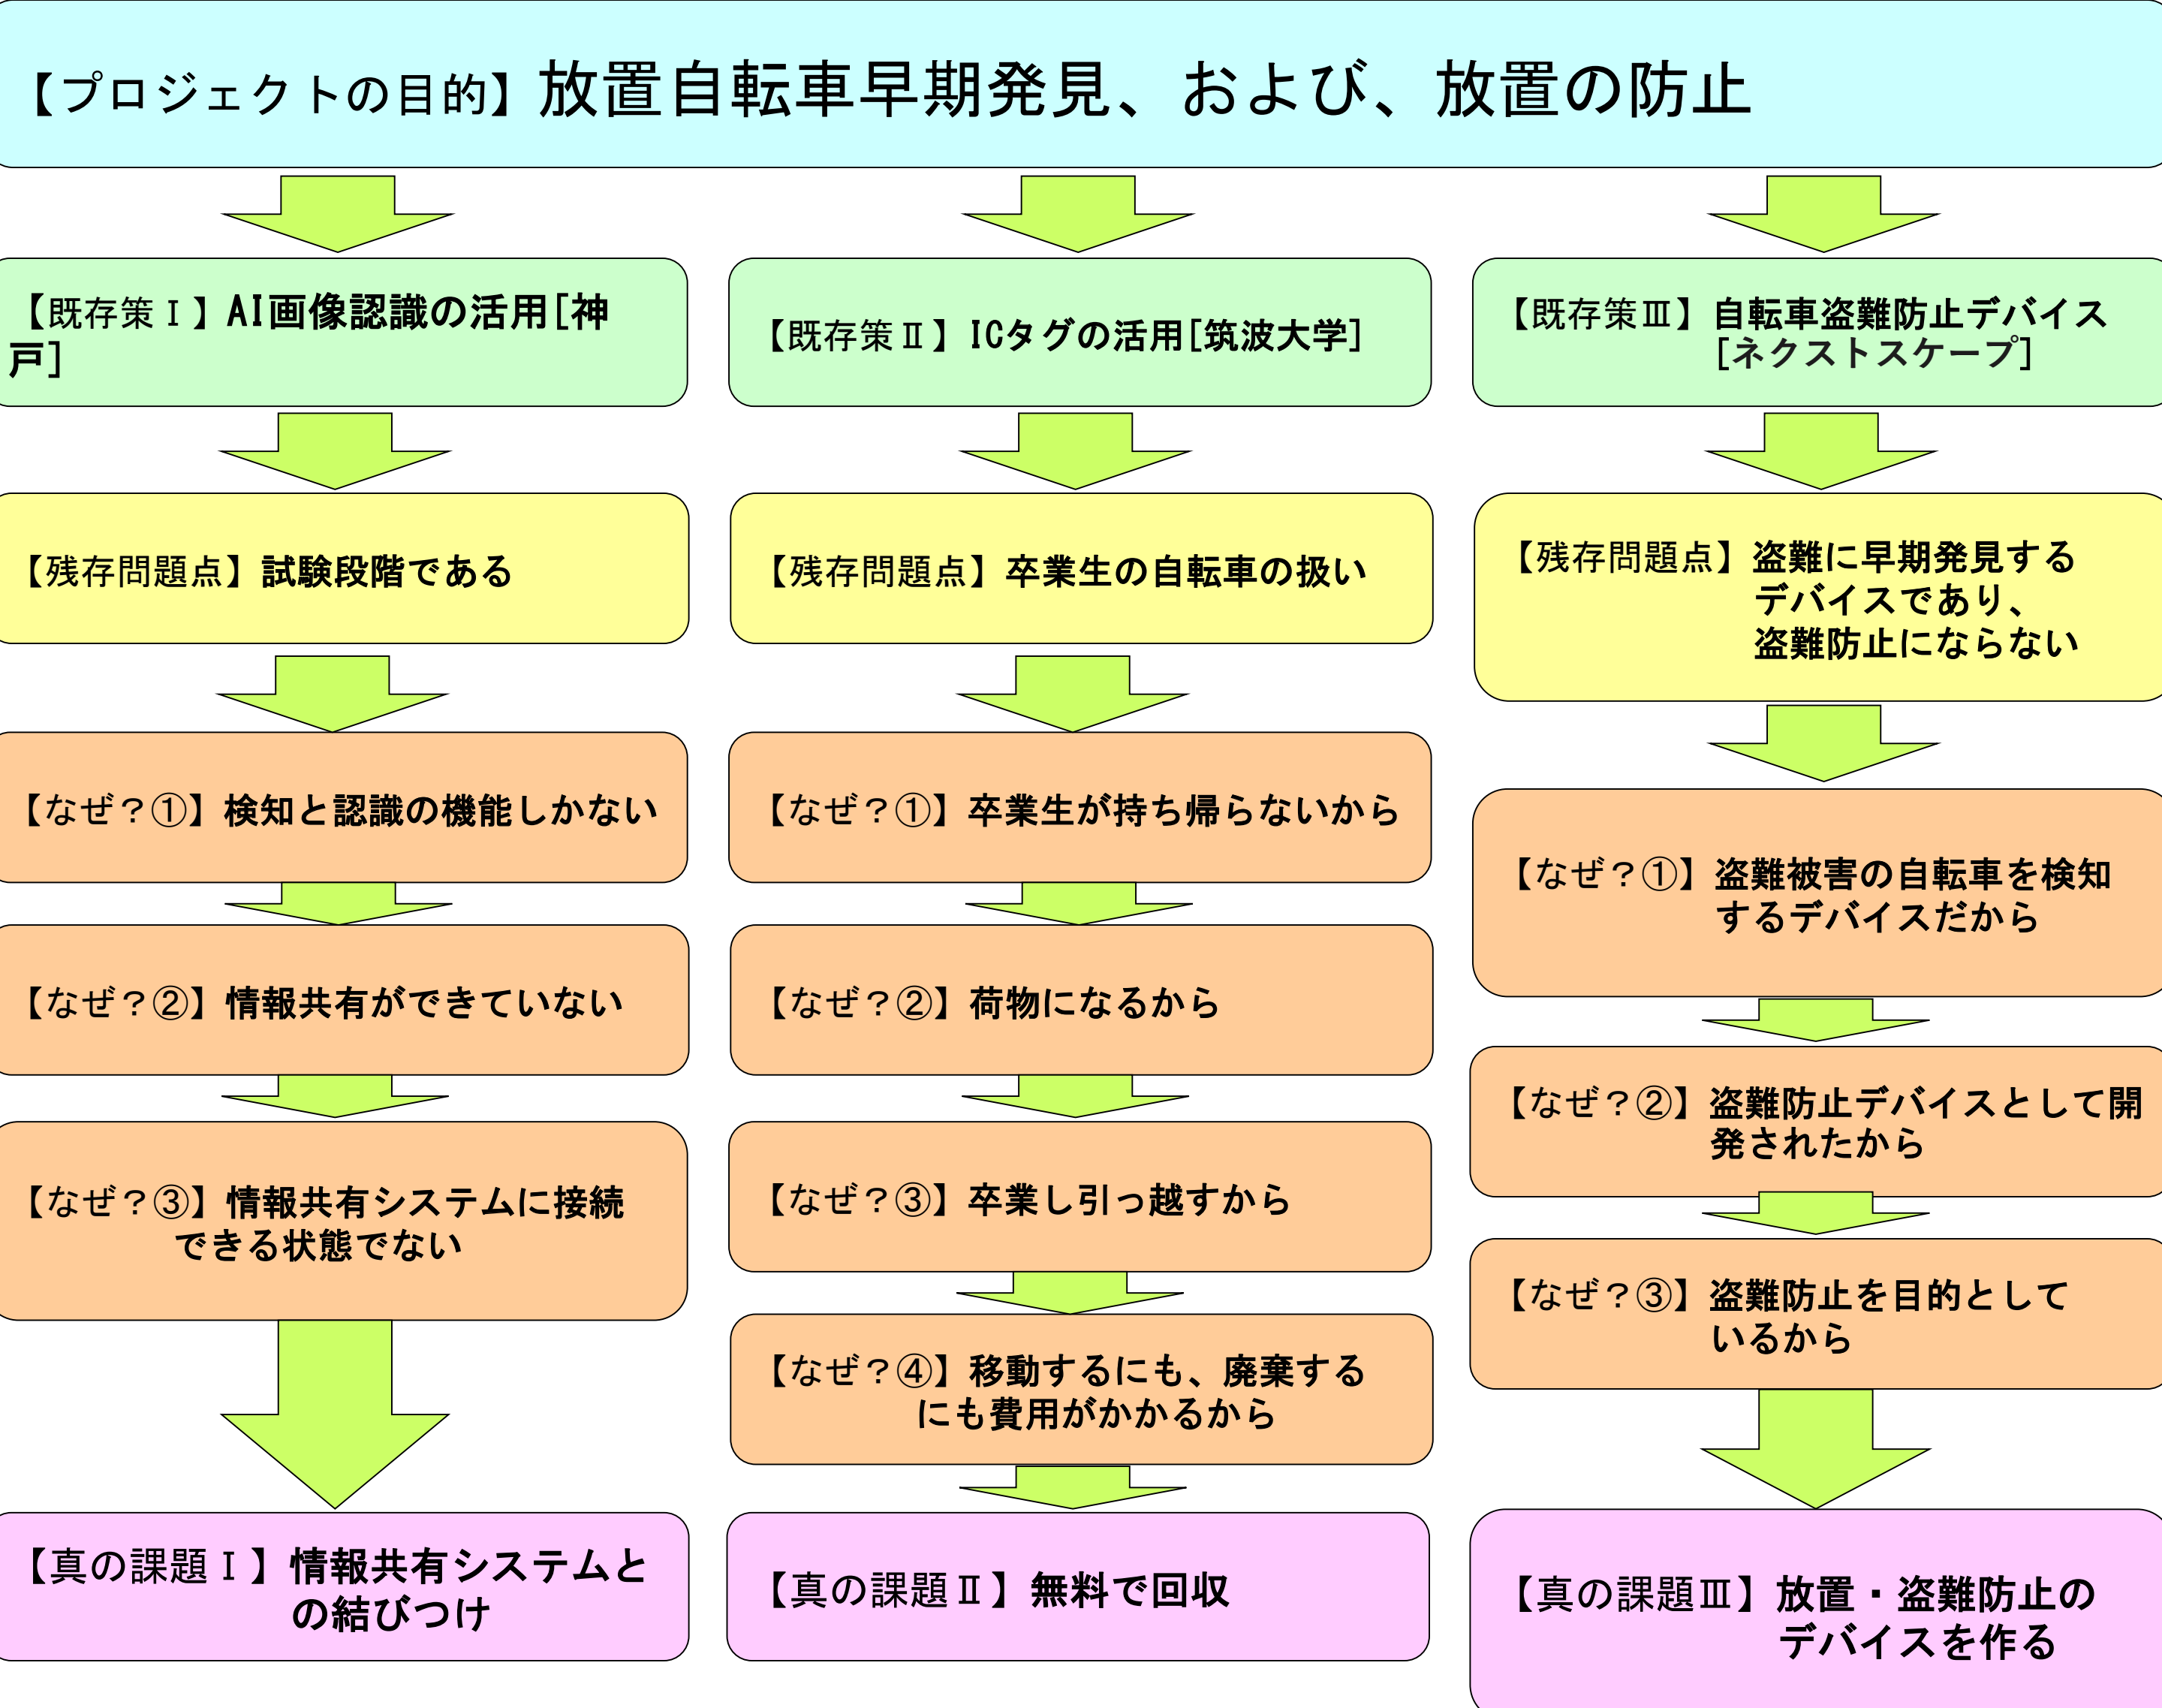 【プロジェクトの目的】放置自転車早期発見、および、放置の防止
【既存策Ⅰ】AI画像認識の活用[神
戸]
【残存問題点】試験段階である
【なぜ？①】検知と認識の機能しかない
【なぜ？②】情報共有ができていない
【なぜ？③】情報共有システムに接続
できる状態でない
【真の課題Ⅰ】情報共有システムと
の結びつけ
【既存策Ⅱ】ICタグの活用[筑波大学]
【残存問題点】卒業生の自転車の扱い
【なぜ？①】卒業生が持ち帰らないから
【なぜ？②】荷物になるから
【なぜ？③】卒業し引っ越すから
【なぜ？④】移動するにも、廃棄する
にも費用がかかるから
【真の課題Ⅱ】無料で回収
【既存策Ⅲ】自転車盗難防止デバイス
[ネクストスケープ]
【残存問題点】盗難に早期発見する
デバイスであり、
盗難防止にならない
【なぜ？①】盗難被害の自転車を検知
するデバイスだから
【なぜ？②】盗難防止デバイスとして開
発されたから
【なぜ？③】盗難防止を目的として
いるから
【真の課題Ⅲ】放置・盗難防止の
デバイスを作る